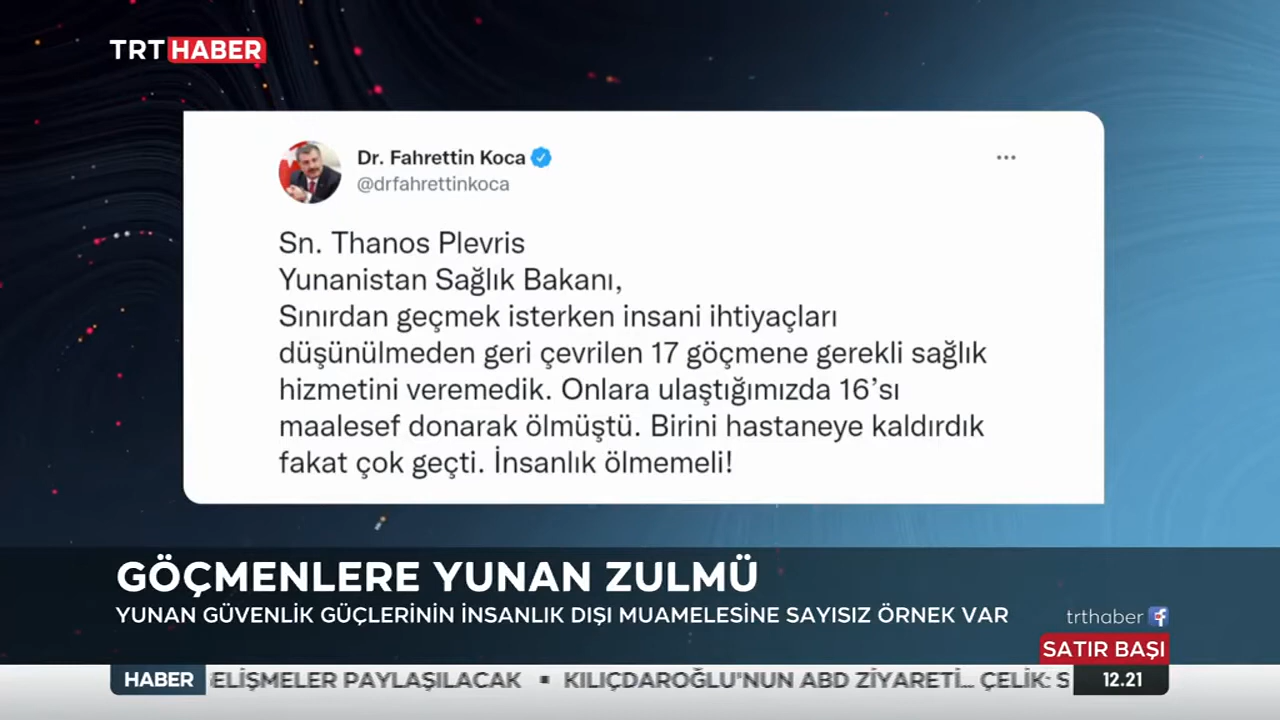 TRT HABER
Dr. Fahrettin Koca
@drfahrettinkoca
Sn. Thanos Plevris
Yunanistan Sağlık Bakanı,
Sınırdan geçmek isterken insani ihtiyaçları
düşünülmeden geri çevrilen 17 göçmene gerekli sağlık
hizmetini veremedik. Onlara ulaştığımızda 16’sı
maalesef donarak ölmüştü. Birini hastaneye kaldırdık
fakat çok geçti. İnsanlık ölmemeli!
GÖÇMENLERE YUNAN ZULMÜ
YUNAN GÜVENLİK GÜÇLERİNİN İNSANLIK DIŞI MUAMELESİNE SAYISIZ ÖRNEK VAR
trthaber
SATIR BAŞI
HABER ELİŞMELER PAYLAŞILACAK ▪ KILIÇDAROĞLU'NUN ABD ZİYARETİ... ÇELİK: S 12.21